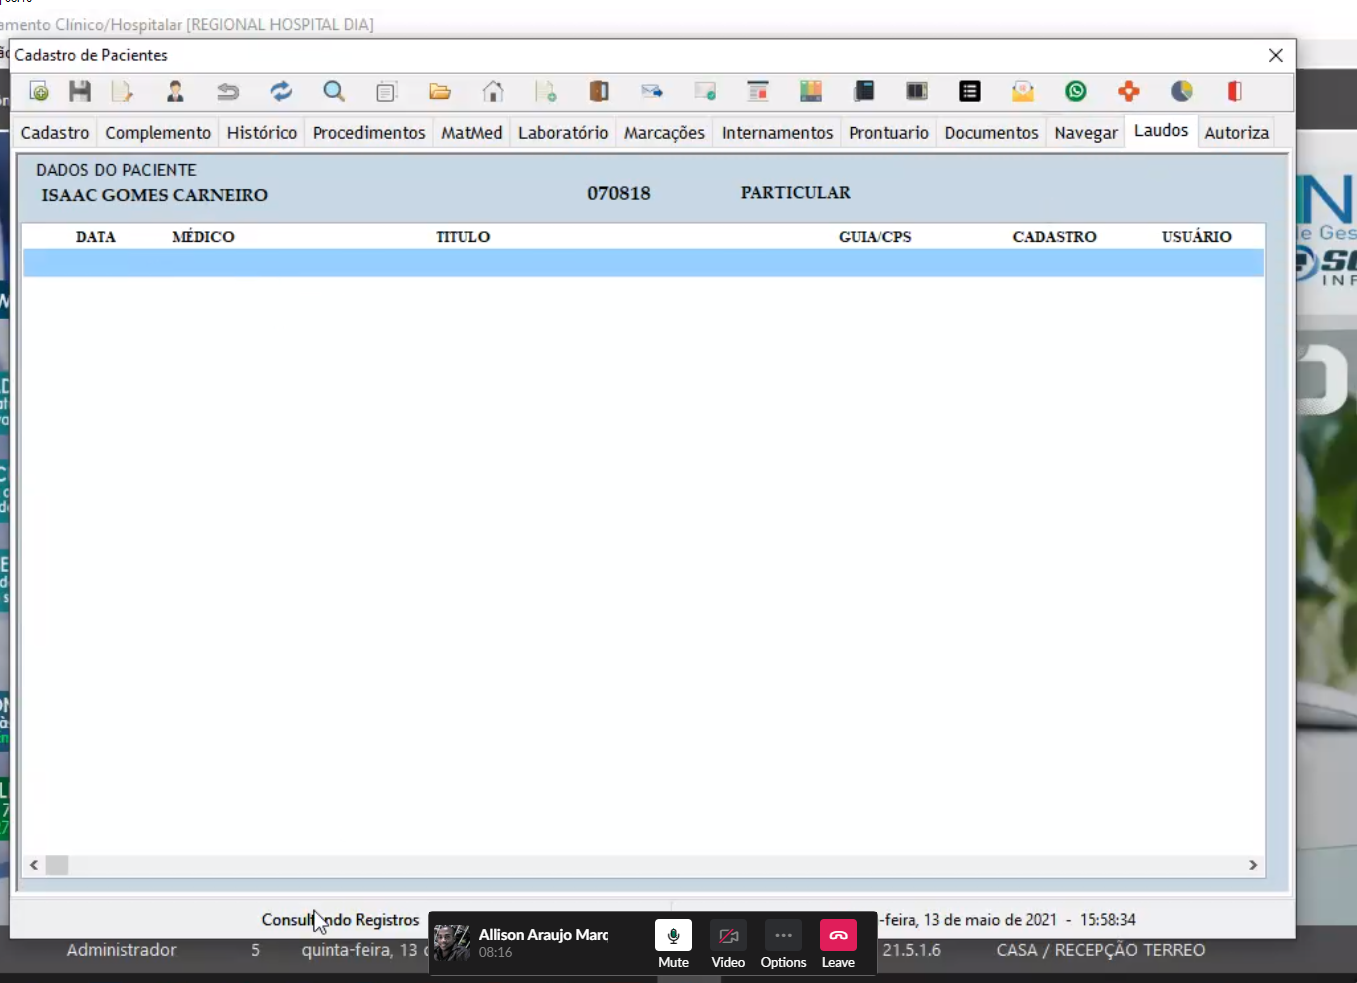 amento Clínico/Hospitalar [REGIONAL HOSPITAL DIA]
Cadastro de Pacientes
Cadastro Complemento Histórico Procedimentos MatMed Laboratório Marcações Internamentos Prontuario Documentos Navegar Laudos Autoriza
DADOS DO PACIENTE
ISAAC GOMES CARNEIRO 070818 PARTICULAR
DATA MÉDICO TITULO GUIA/CPS CADASTRO USUÁRIO
e Ges
INF
Consultando Registros -feira, 13 de maio de 2021 - 15:58:34
Allison Araujo Marq
08:16
Mute Video Options Leave
Administrador 5 quinta-feira, 13 21.5.1.6 CASA / RECEPÇÃO TERREO